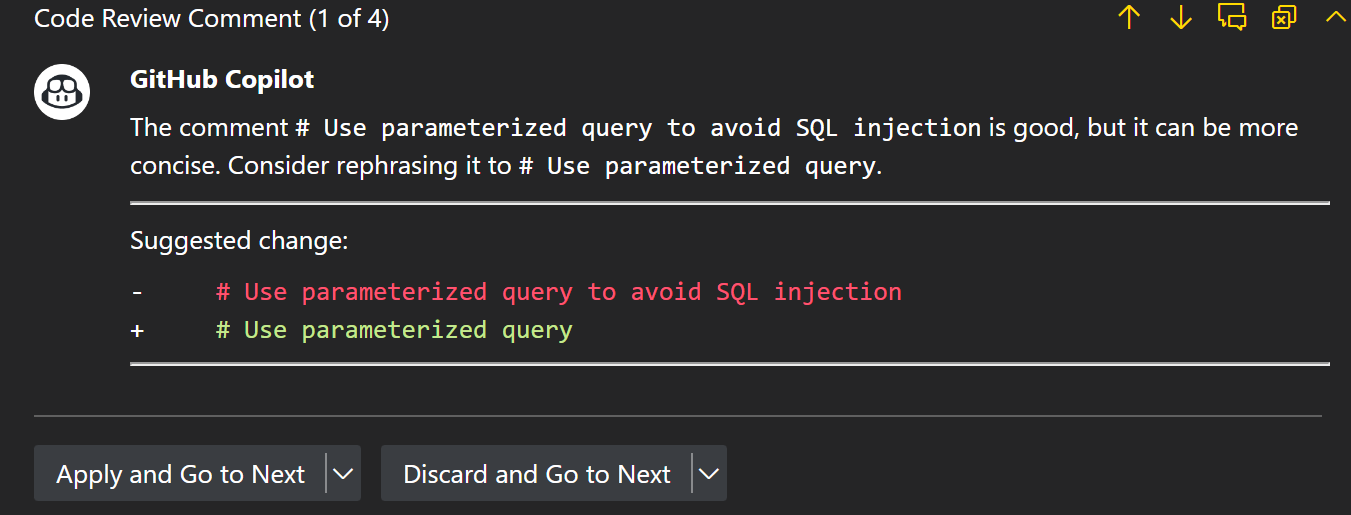 Code Review Comment (1 of 4)
GitHub Copilot
The comment # Use parameterized query to avoid SQL injection is good, but it can be more
concise. Consider rephrasing it to # Use parameterized query.
Suggested change:
- # Use parameterized query to avoid SQL injection
+ # Use parameterized query
Apply and Go to Next
Discard and Go to Next